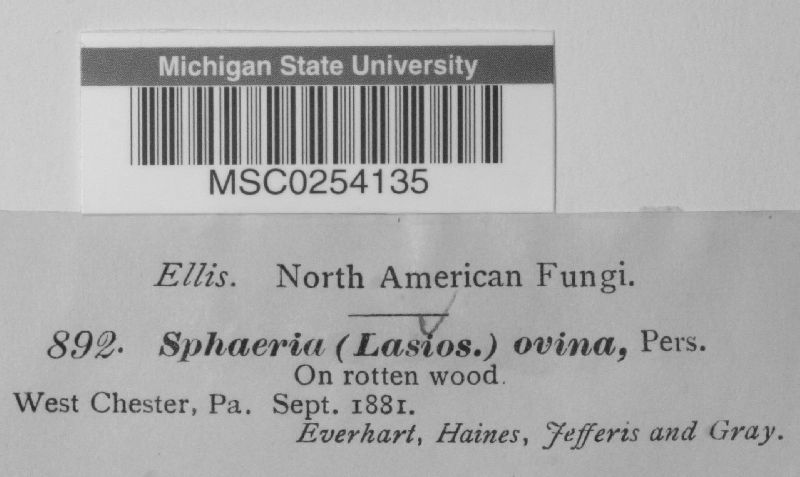 Michigan State University
MSC0254135
Ellis. North American Fungi.
892. Sphaeria (Lasios.) ovina, Pers.
On rotten wood.
West Chester, Pa. Sept. 1881.
Everhart, Haines, Jefferis and Gray.